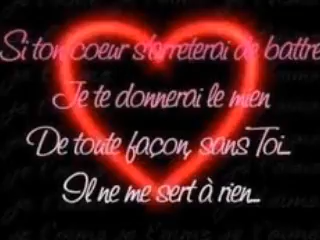 Si ton coeur s'arreterai de battre
Je te donnerai le mien
De toute façon, sans Toi...
Il ne me sert à rien...